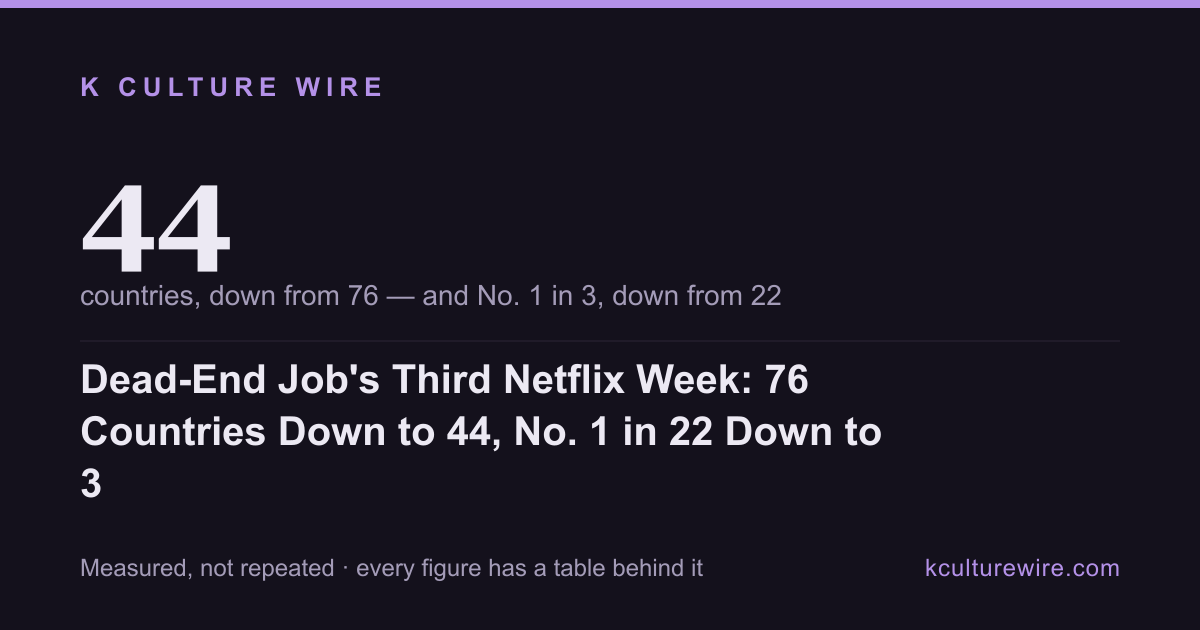 K CULTURE WIRE
44
countries, down from 76 — and No. 1 in 3, down from 22
Dead-End Job's Third Netflix Week: 76
Countries Down to 44, No. 1 in 22 Down to
3
Measured, not repeated · every figure has a table behind it
kculturewire.com